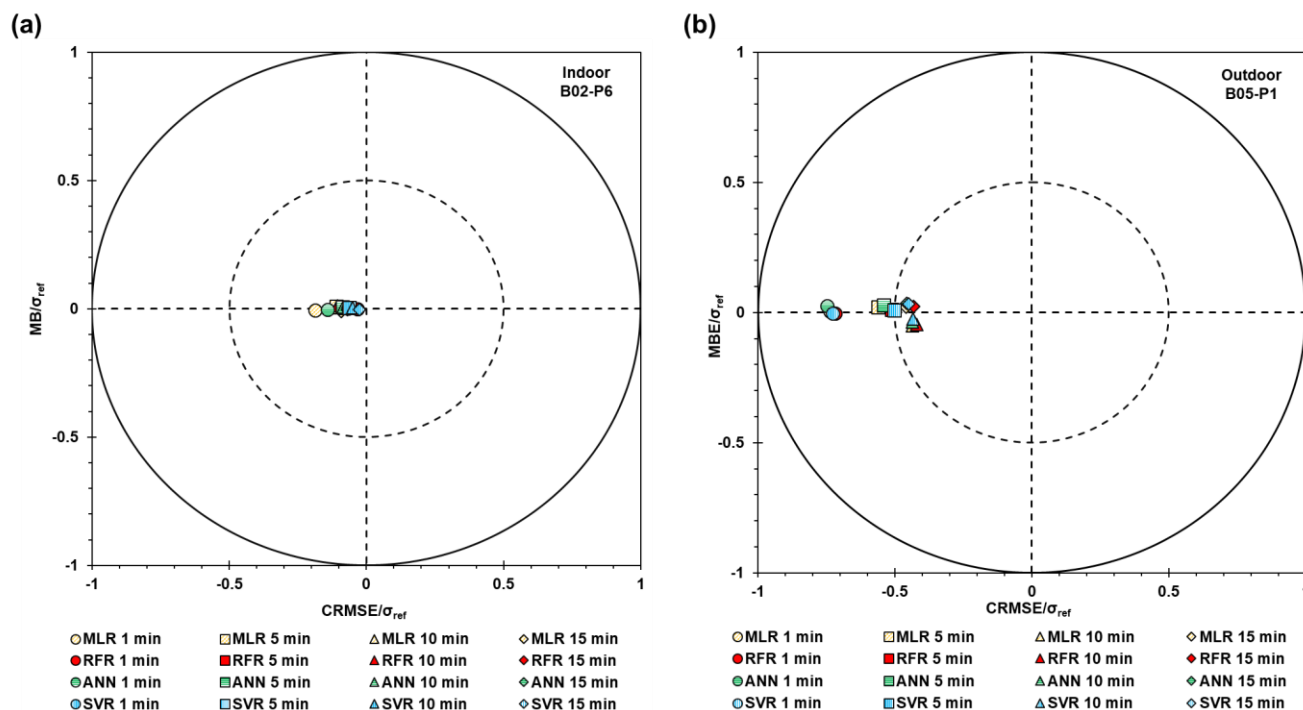 (a)
(b)
1
0.5
0
-0.5
-1
MB/σref
Indoor
B02-P6
-1
-0.5
0
0.5
1
CRMSE/σref
MLR 1 min
MLR 5 min
MLR 10 min
MLR 15 min
RFR 1 min
RFR 5 min
RFR 10 min
RFR 15 min
ANN 1 min
ANN 5 min
ANN 10 min
ANN 15 min
SVR 1 min
SVR 5 min
SVR 10 min
SVR 15 min
1
0.5
0
-0.5
-1
MBE/σref
Outdoor
B05-P1
-1
-0.5
0
0.5
1
CRMSE/σref
MLR 1 min
MLR 5 min
MLR 10 min
MLR 15 min
RFR 1 min
RFR 5 min
RFR 10 min
RFR 15 min
ANN 1 min
ANN 5 min
ANN 10 min
ANN 15 min
SVR 1 min
SVR 5 min
SVR 10 min
SVR 15 min